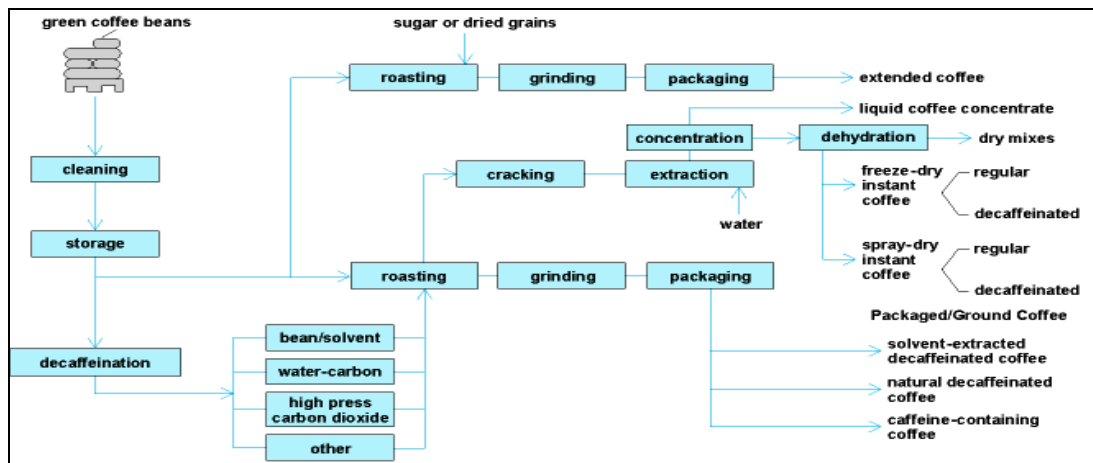 green coffee beans
sugar or dried grains
roasting
grinding
packaging
extended coffee
liquid coffee concentrate
concentration
dehydration
dry mixes
cleaning
cracking
extraction
freeze-dry
instant
coffee
regular
decaffeinated
water
storage
spray-dry
instant
coffee
regular
decaffeinated
roasting
grinding
packaging
Packaged/Ground Coffee
decaffeination
bean/solvent
water-carbon
high press
carbon dioxide
other
solvent-extracted
decaffeinated coffee
natural decaffeinated
coffee
caffeine-containing
coffee